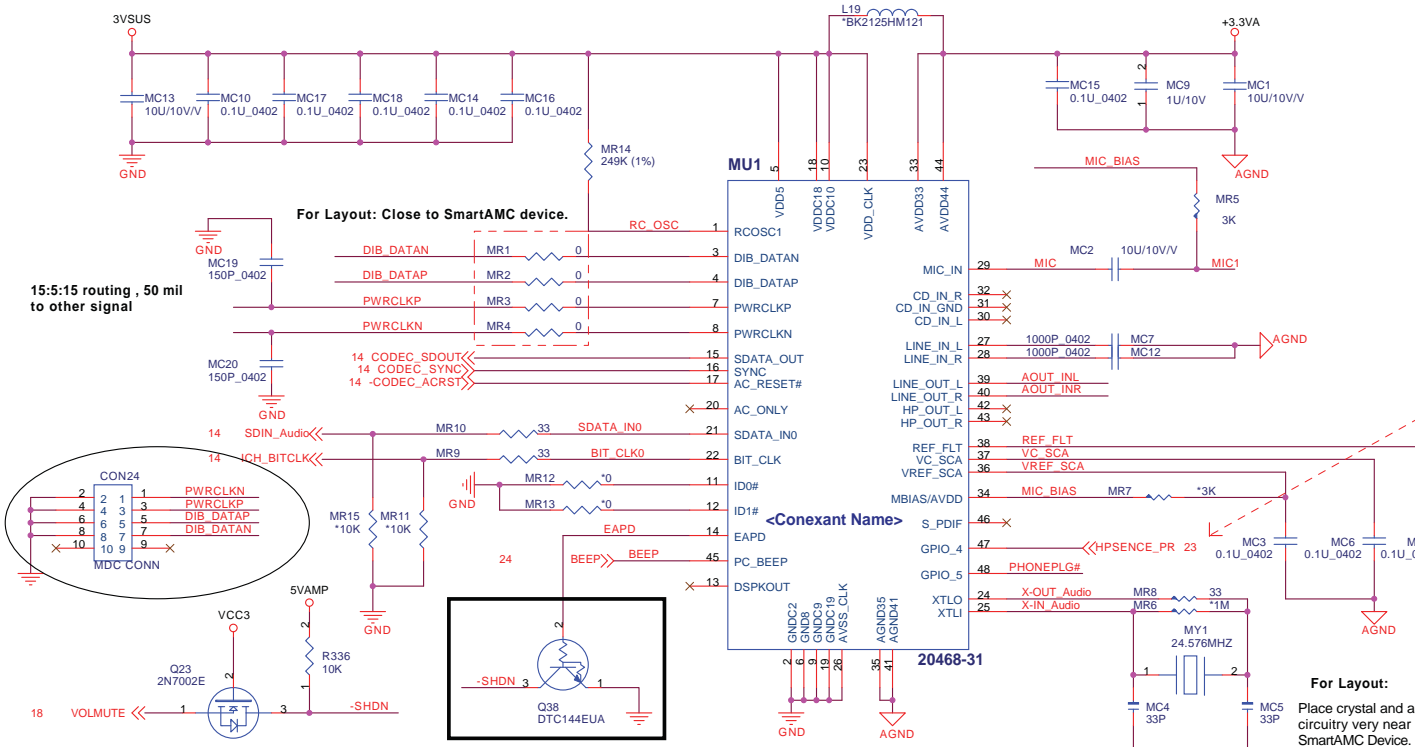 L19
*BK2125HM121
3VSUS
+3.3VA
MC13
10U/10V/V
MC10
0.1U_0402
MC17
0.1U_0402
MC18
0.1U_0402
MC14
0.1U_0402
MC16
0.1U_0402
MC15
0.1U_0402
2
MC9
1U/10V
1
MC1
10U/10V/V
GND
MR14
249K (1%)
AGND
MU1
5
18
10
23
33
44
VDD5
VDDC18
VDDC10
VDD_CLK
AVDD33
AVDD44
MIC_BIAS
MR5
3K
For Layout: Close to SmartAMC device.
RC_OSC
1
RCOSC1
GND
MC19
150P_0402
DIB_DATAN
MR1
0
3
DIB_DATAN
DIB_DATAP
MR2
0
4
DIB_DATAP
15:5:15 routing , 50 mil
to other signal
PWRCLKP
MR3
0
7
PWRCLKP
PWRCLKN
MR4
0
8
PWRCLKN
MC20
150P_0402
GND
MIC_IN
29
MIC
MC2
10U/10V/V
MIC1
CD_IN_R
32
CD_IN_GND
31
CD_IN_L
30
LINE_IN_L
27
1000P_0402
MC7
LINE_IN_R
28
1000P_0402
MC12
AGND
14 CODEC_SDOUT
15
SDATA_OUT
14 CODEC_SYNC
16
SYNC
14 -CODEC_ACRST
17
AC_RESET#
LINE_OUT_L
39
AOUT_INL
LINE_OUT_R
40
AOUT_INR
HP_OUT_L
42
HP_OUT_R
43
20
AC_ONLY
14 SDIN_Audio
MR10
33
SDATA_IN0
21
SDATA_IN0
14 ICH_BITCLK
MR9
33
BIT_CLK0
22
BIT_CLK
REF_FLT
38
REF_FLT
VC_SCA
37
VC_SCA
VREF_SCA
36
VREF_SCA
MBIAS/AVDD
34
MIC_BIAS
MR7
*3K
GND
MR12
*0
11
ID0#
MR13
*0
12
ID1#
CON24
2
2
1
1
PWRCLKN
4
4
3
3
PWRCLKP
6
6
5
5
DIB_DATAP
8
8
7
7
DIB_DATAN
10
10
9
9
MDC CONN
MR15
*10K
MR11
*10K
GND
<Conexant Name>
EAPD
14
EAPD
24
BEEP
BEEP
45
PC_BEEP
13
DSPKOUT
S_PDIF
46
GPIO_4
47
HPSENCE_PR 23
GPIO_5
48
PHONEPLG#
MC3
0.1U_0402
MC6
0.1U_0402
AGND
XTLO
24
X-OUT_Audio
MR8
33
XTLI
25
X-IN_Audio
MR6
*1M
GNDC2
GND8
GNDC9
GNDC19
AVSS_CLK
AGND35
AGND41
2
6
9
19
26
35
41
20468-31
GND
AGND
MY1
24.576MHZ
1
2
MC4
33P
MC5
33P
5VAMP
2
R336
10K
1
VCC3
2
Q23
2N7002E
18 VOLMUTE
1
3
-SHDN
2
-SHDN
3
1
Q38
DTC144EUA
For Layout:
Place crystal and a
circuitry very near
SmartAMC Device.